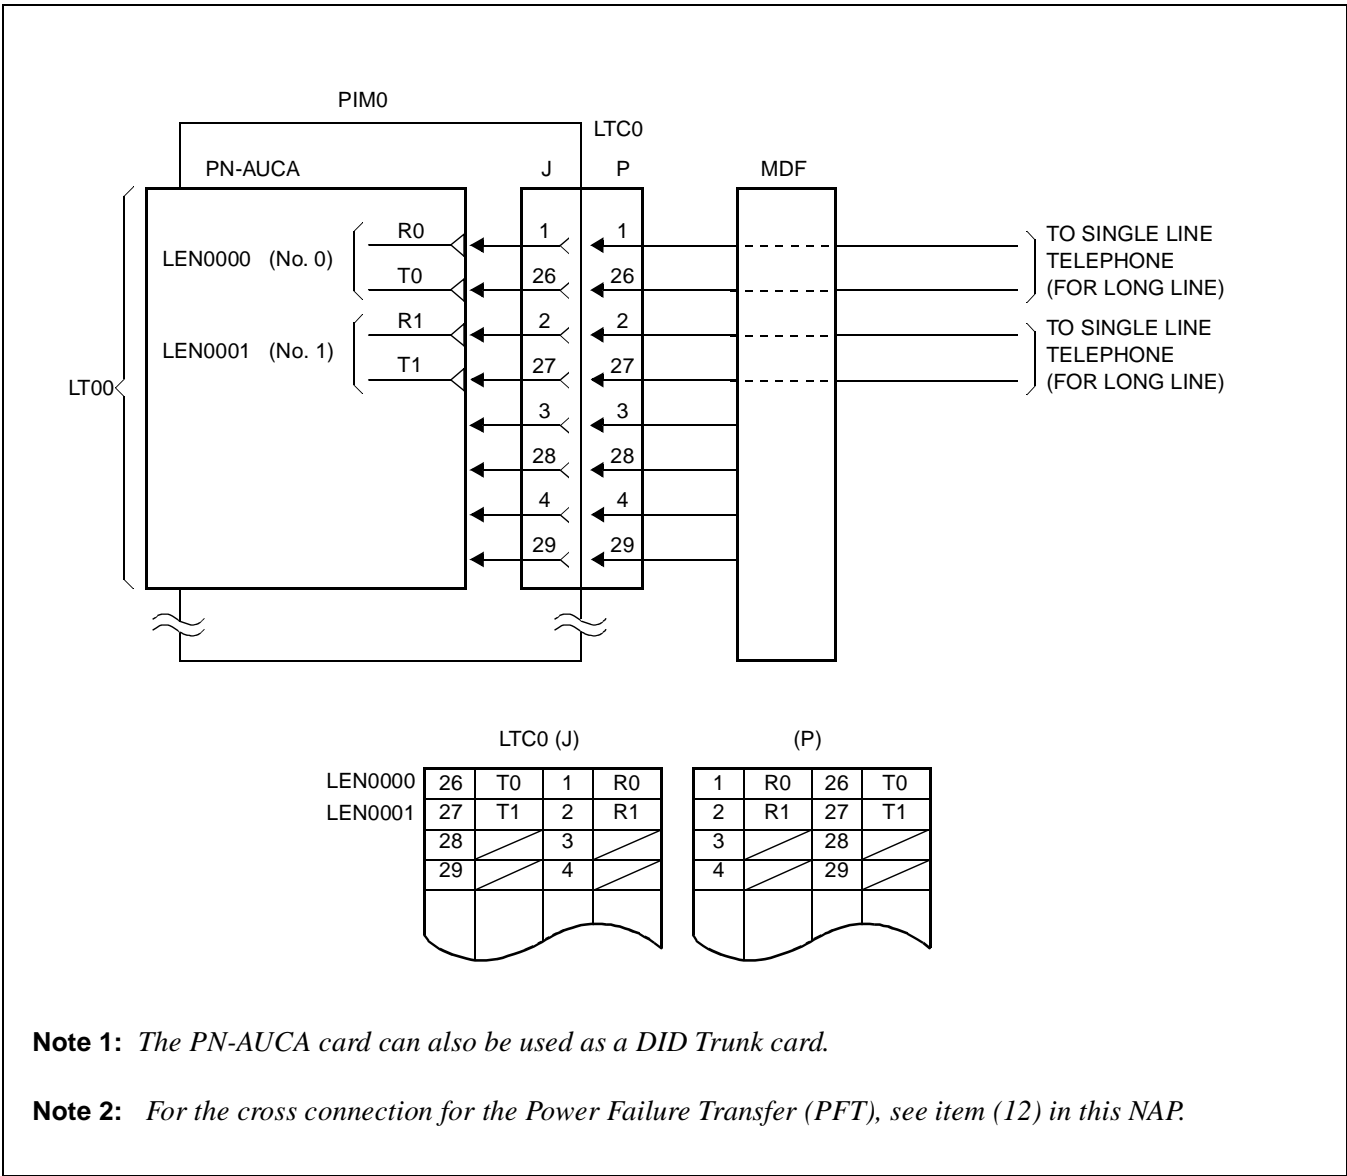 PIM0
LTC0
PN-AUCA J P MDF
R0 1 1 TO SINGLE LINE
LEN0000 (No. 0) TELEPHONE
T0 26 26 (FOR LONG LINE)
R1 2 2 TO SINGLE LINE
LEN0001 (No. 1) TELEPHONE
T1 27 27 (FOR LONG LINE)
LT00
3 3
28 28
4 4
29 29
LTC0 (J) (P)
LEN0000 26 T0 1 R0 1 R0 26 T0
LEN0001 27 T1 2 R1 2 R1 27 T1
28 3 3 28
29 4 4 29
Note 1: The PN-AUCA card can also be used as a DID Trunk card.
Note 2: For the cross connection for the Power Failure Transfer (PFT), see item (12) in this NAP.